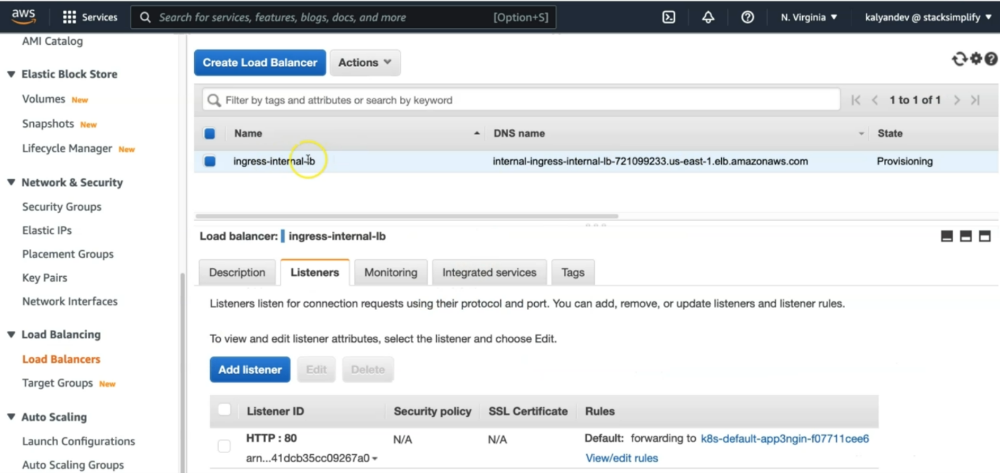 aws Services Search for services, features, blogs, docs, and more [Option+S] N. Virginia ▼ kalyandev @ stacksimplify ▼
AMI Catalog
Elastic Block Store
Volumes New
Snapshots New
Lifecycle Manager New
Network & Security
Security Groups
Elastic IPs
Placement Groups
Key Pairs
Network Interfaces
Load Balancing
Load Balancers
Target Groups New
Auto Scaling
Launch Configurations
Auto Scaling Groups
Create Load Balancer Actions
Filter by tags and attributes or search by keyword 1 to 1 of 1
Name DNS name State
ingress-internal-lb internal-ingress-internal-lb-721099233.us-east-1.elb.amazonaws.com Provisioning
Load balancer: ingress-internal-lb
Description Listeners Monitoring Integrated services Tags
Listeners listen for connection requests using their protocol and port. You can add, remove, or update listeners and listener rules.
To view and edit listener attributes, select the listener and choose Edit.
Add listener Edit Delete
Listener ID Security policy SSL Certificate Rules
HTTP : 80 N/A N/A Default: forwarding to k8s-default-app3ngin-f07711cee6
arn...41dcb35cc09267a0 View/edit rules